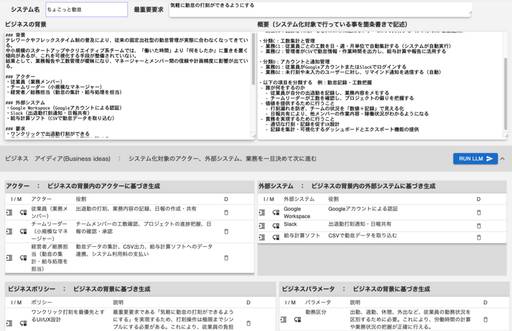 システム名
ちょこっと勤怠
最重要要求
気軽に勤怠の打刻ができるようにする
ビジネスの背景
### 背景
テレワークやフレックスタイム制の普及により、従来の固定出社型の勤怠管理が実態に合わなくなってきている。
中小規模のスタートアップやクリエイティブ系チームでは、「働いた時間」より「何をしたか」に重きを置く傾向があるが、これを可視化する手段が整備されていない。
結果として、業務報告や工数管理が曖昧となり、マネージャーとメンバー間の信頼や計画精度に影響が出ている。
### アクター
・従業員（業務メンバー）
・チームリーダー（小規模なマネージャー）
・経営者／総務担当（勤怠の集計・給与処理を担当）
### 外部システム
・Google Workspace（Googleアカウントによる認証）
・Slack（出退勤打刻通知・日報共有）
・給与計算ソフト（CSVで勤怠データを取り込む）
### 要求
・ワンクリックで出退勤打刻ができる
概要［システム化対象で行っている事を箇条書きで記述］
・分類C：工数集計と管理
- 業務01：従業員ごとの工数を日・週・月単位で自動集計する（システムが自動実行）
- 業務02：管理者がCSVで勤怠情報・作業時間を出力し、給与計算や報告に活用する
・分類D：アカウントと通知管理
- 業務01：従業員がGoogleアカウントまたはSlackでログインする
- 業務02：未打刻や未入力のユーザーに対し、リマインド通知を送信する（自動）
・以下の項目を分類する 例：勤怠記録・工数管理
・誰が何をするのか
- 従業員が自分の出退勤を記録し、業務内容をメモする
- チームリーダーが工数を確認し、プロジェクトの偏りを把握する
・価値を提供するために行うこと
- 打刻漏れを防ぎ、チームの状況を「数値＋記録」で見える化
- 日報共有により、他メンバーの作業内容・稼働状況がわかるようになる
・業務を実現するために行うこと
- 適切な打刻・記録を促すUX設計
- 記録を集計・可視化するダッシュボードとエクスポート機能の提供
ビジネス アイディア(Business ideas) ： システム化対象のアクター、外部システム、業務を一旦決めて次に進む
RUN LLM
アクター ： ビジネスの背景内のアクターに基づき生成
I / M アクター 役割 D
従業員（業務メンバー） 出退勤の打刻、業務内容の記録、日報の作成・共有
チームリーダー（小規模なマネージャー） チームメンバーの工数確認、プロジェクトの進捗把握、日報の確認・承認
経営者／総務担当（勤怠の集計・給与処理を担当） 勤怠データの集計、CSV出力、給与計算ソフトへのデータ連携、システム利用料の支払い
外部システム ： ビジネスの背景内の外部システムに基づき生成
I / M 外部システム 役割 D
Google Workspace Googleアカウントによる認証
Slack 出退勤打刻通知・日報共有
給与計算ソフト CSVで勤怠データを取り込む
ビジネスポリシー ： ビジネスの背景に基づき生成
I / M ポリシー 説明 D
ワンクリック打刻を最優先とするUI/UX設計 最重要要求である「気軽に勤怠の打刻ができるようにする」を実現するため、打刻操作は極限までシンプルにする必要がある。これにより、従業員の負担
ビジネスパラメータ ： ビジネスの背景に基づき生成
I / M パラメータ 説明 D
勤務区分 出勤、退勤、休憩、外出など、従業員の勤務状況を区別するために必要。これにより、労働時間の計算や業務状況の把握が正確に行える。